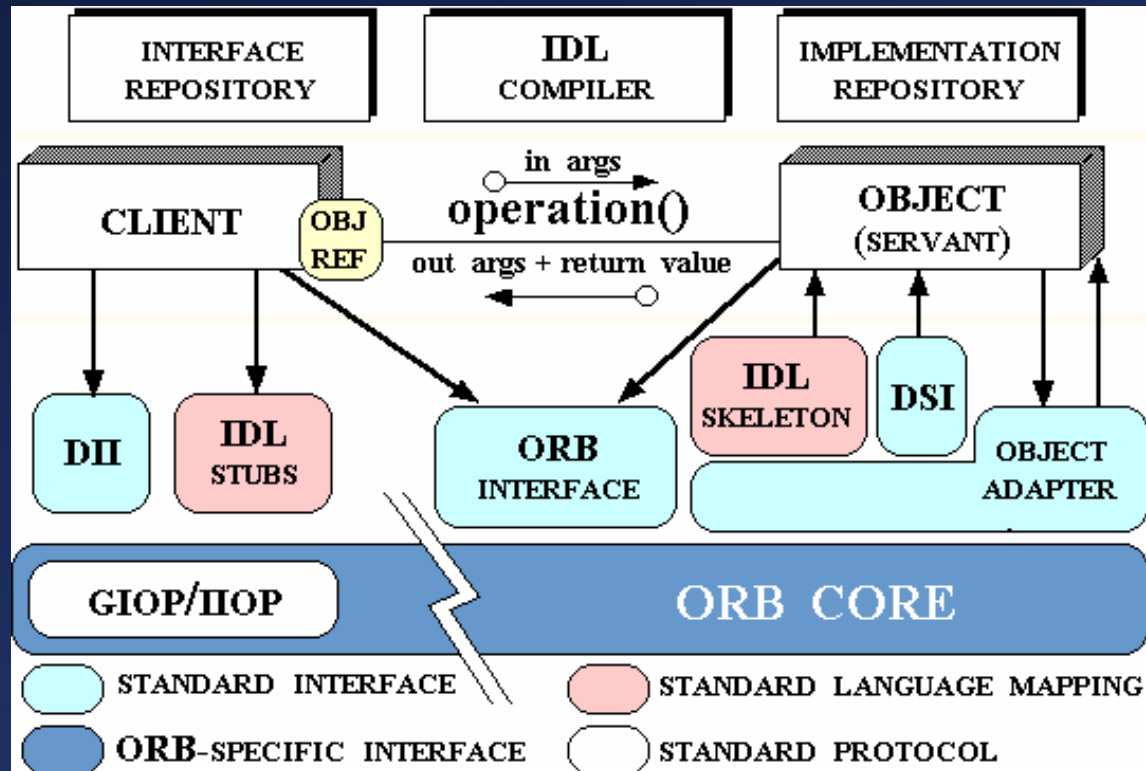 INTERFACE
REPOSITORY
IDL
COMPILER
IMPLEMENTATION
REPOSITORY
in args
operation()
out args + return value
CLIENT
OBJ
REF
OBJECT
(SERVANT)
DII
IDL
STUBS
ORB
INTERFACE
IDL
SKELETON
DSI
OBJECT
ADAPTER
GIOP/IIOP
ORB CORE
STANDARD INTERFACE
STANDARD LANGUAGE MAPPING
ORB-SPECIFIC INTERFACE
STANDARD PROTOCOL